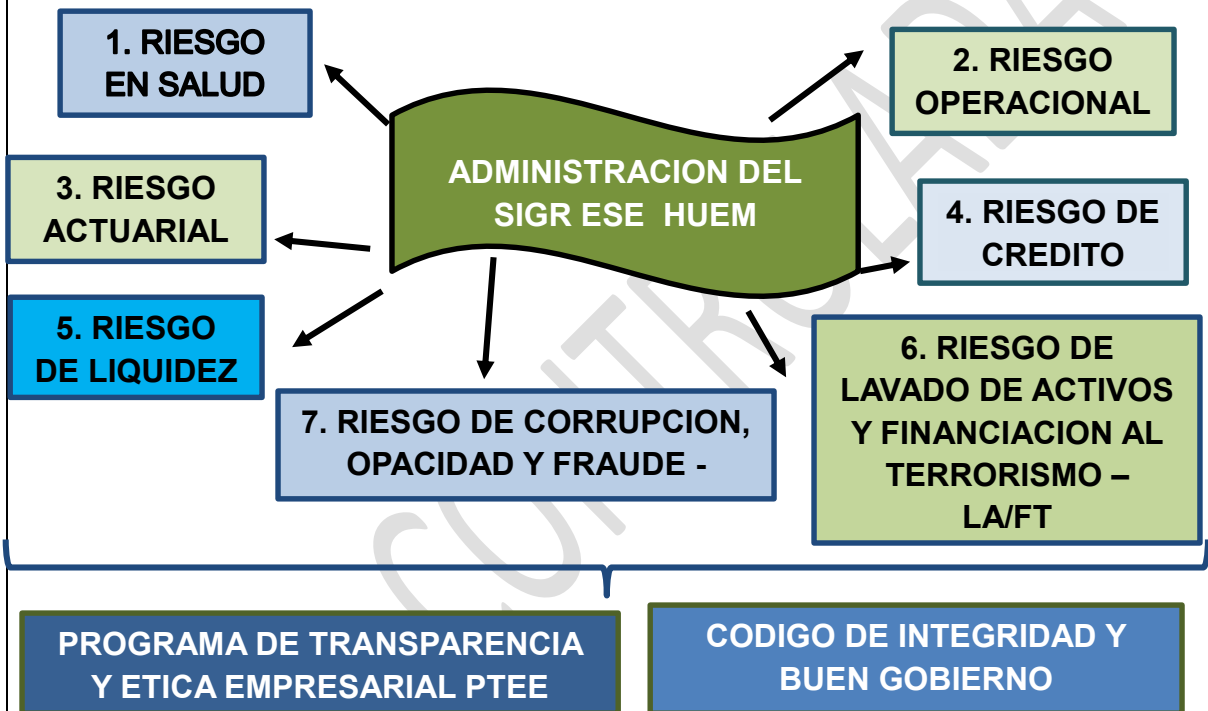 1. RIESGO
EN SALUD
2. RIESGO
OPERACIONAL
ADMINISTRACION DEL
SIGR ESE HUEM
3. RIESGO
ACTUARIAL
4. RIESGO DE
CREDITO
5. RIESGO
DE LIQUIDEZ
6. RIESGO DE
LAVADO DE ACTIVOS
Y FINANCIACION AL
TERRORISMO –
LA/FT
7. RIESGO DE CORRUPCION,
OPACIDAD Y FRAUDE -
PROGRAMA DE TRANSPARENCIA
Y ETICA EMPRESARIAL PTEE
CODIGO DE INTEGRIDAD Y
BUEN GOBIERNO